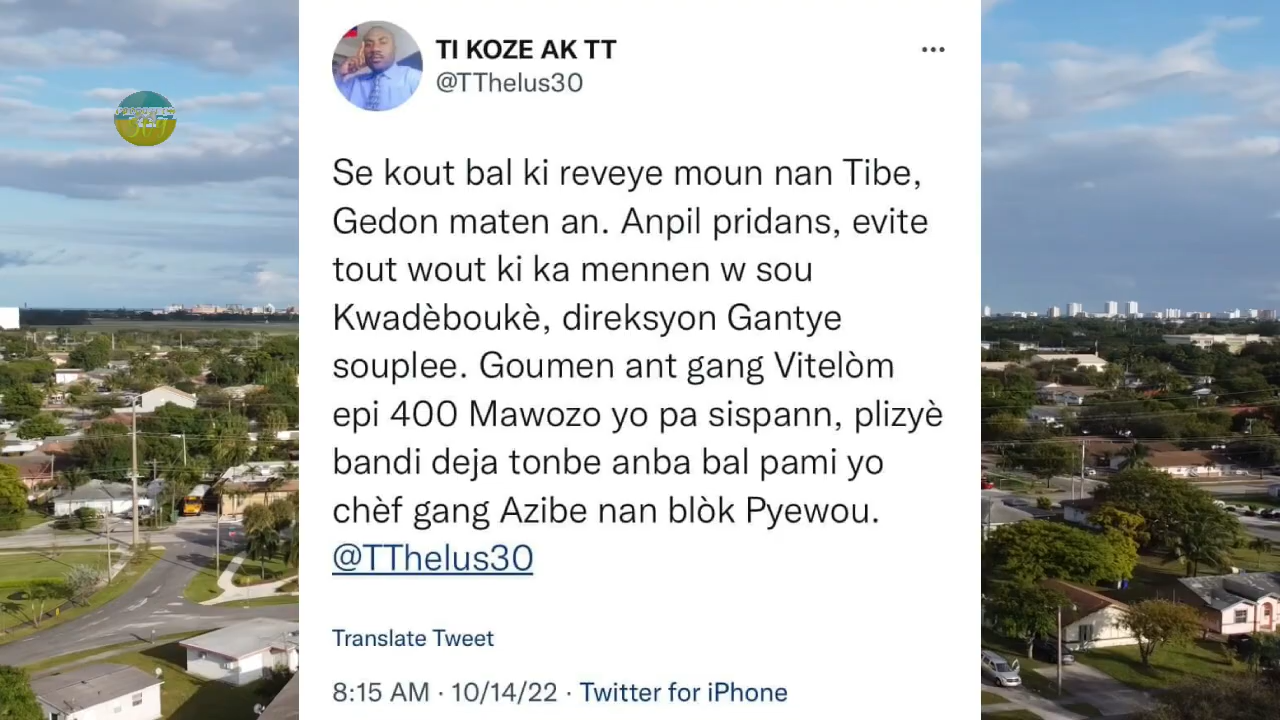 TI KOZE AK TT
@TThelus30
Se kout bal ki reveye moun nan Tibe,
Gedon maten an. Anpil pridans, evite
tout wout ki ka mennen w sou
Kwadèboukè, direksyon Gantye
souplee. Goumen ant gang Vitelòm
epi 400 Mawozo yo pa sispann, plizyè
bandi deja tonbe anba bal pami yo
chèf gang Azibe nan blòk Pyewou.
@TThelus30
Translate Tweet
8:15 AM · 10/14/22 · Twitter for iPhone